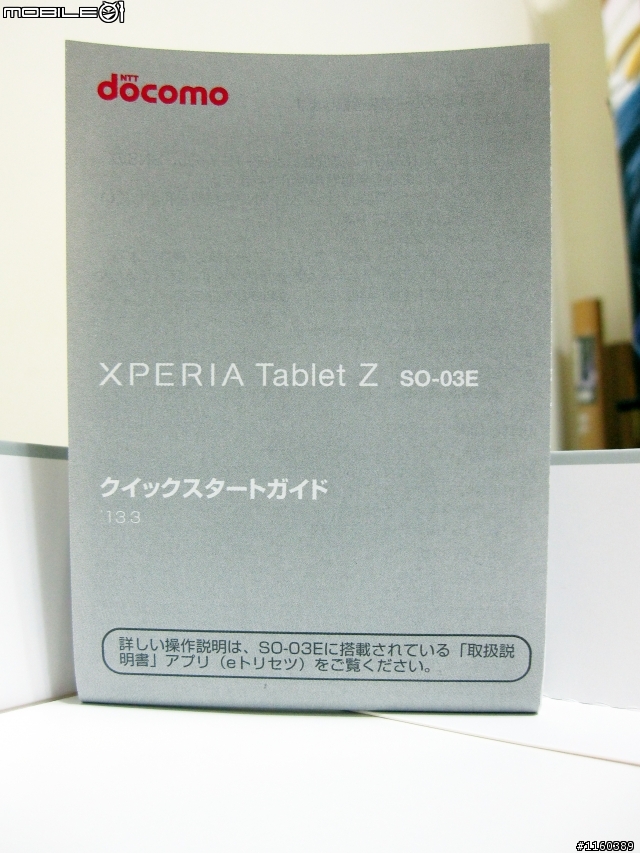 MOBILE01
NTT
docomo
XPERIA Tablet Z SO-03E
クイックスタートガイド
'13.3
詳しい操作説明は、SO-03Eに搭載されている「取扱説
明書」アプリ（eトリセツ）をご覧ください。
#1160389